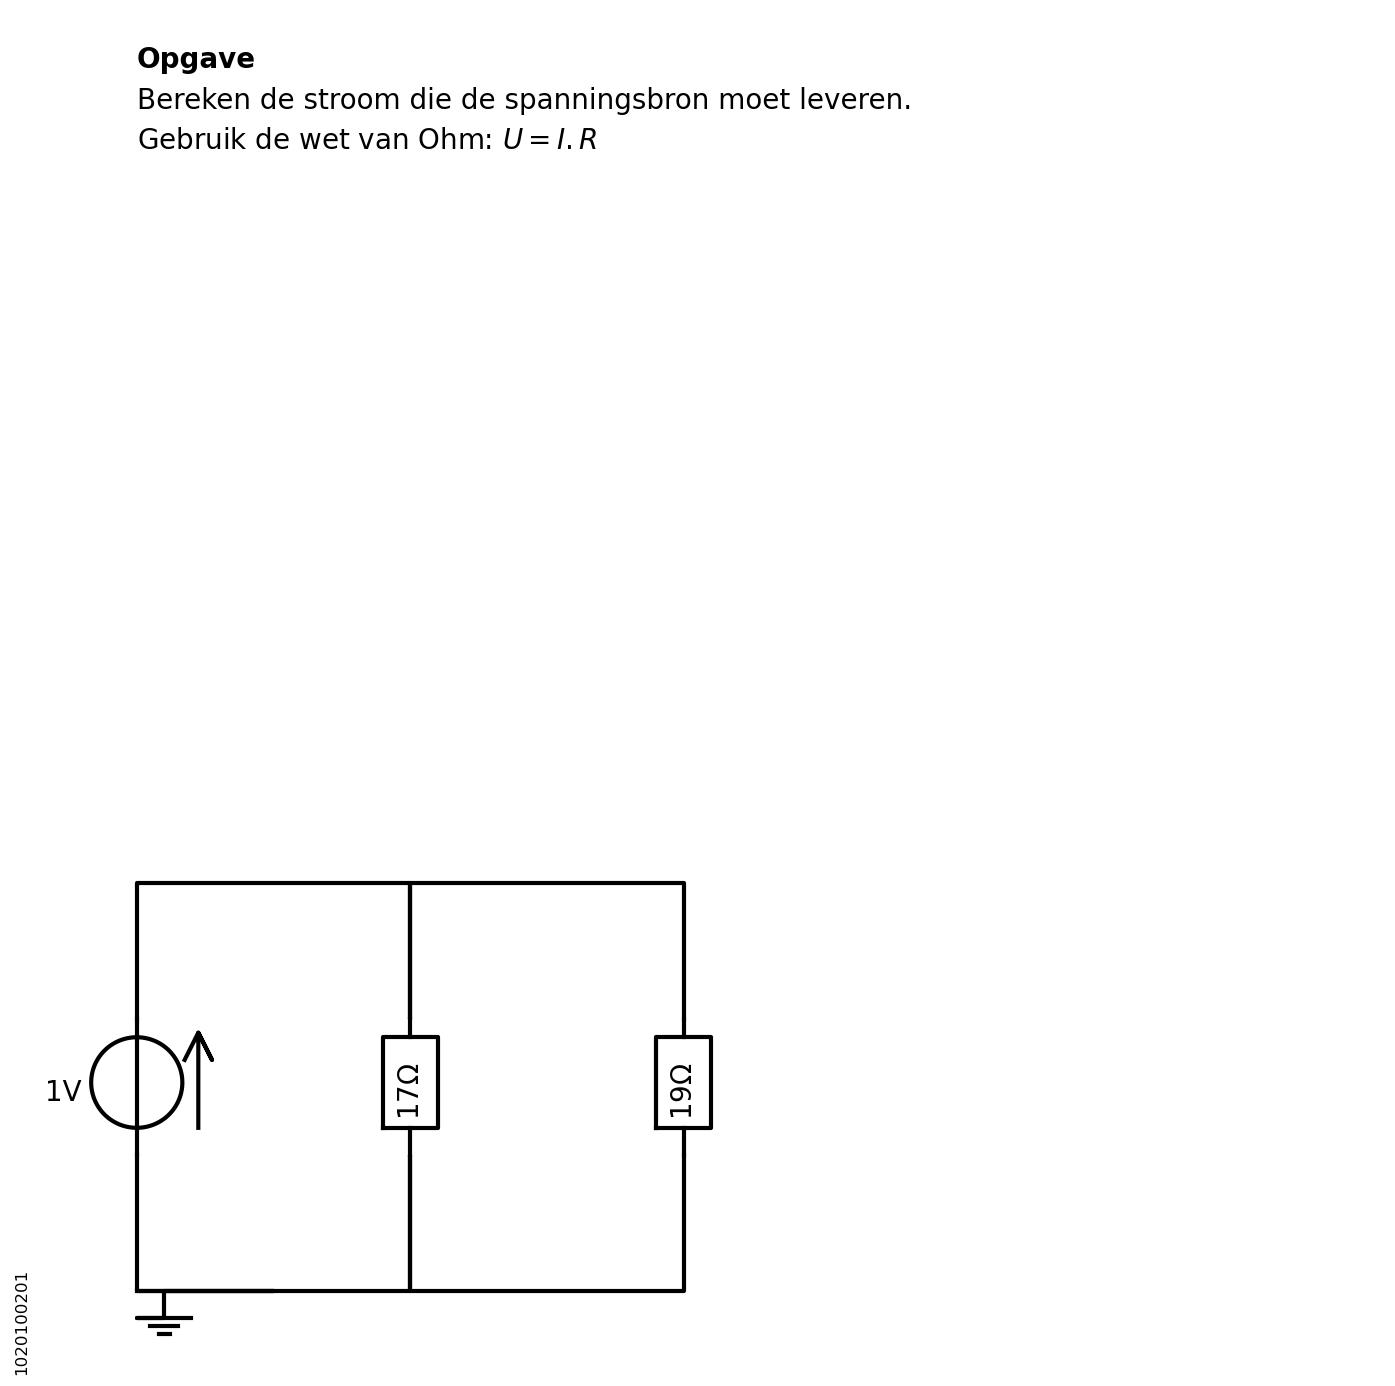 Opgave
Bereken de stroom die de spanningsbron moet leveren.
Gebruik de wet van Ohm: U = I.R
1V
17Ω
19Ω
1020100201